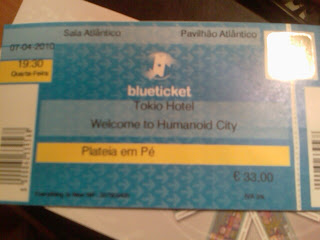 Sala Atlântico Pavilhão Atlântico
07-04-2010
19:30
Quarta-Feira
blueticket
Tokio Hotel
Welcome to Humanoid City
Plateia em Pé
€ 33,00